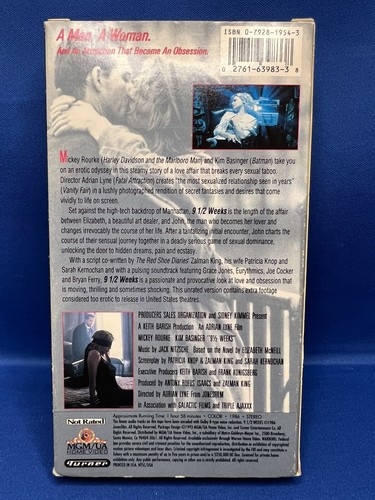 A Man. A Woman.
And An Attraction That Became An Obsession.
ISBN 0-7928-1954-3
0 27616 39833 8
Mickey Rourke (Harley Davidson and the Marlboro Man) and Kim Basinger (Batman) take you
on an erotic odyssey in this steamy story of a love affair that breaks every sexual taboo.
Director Adrian Lyne (Fatal Attraction) creates "the most sexualized relationship seen in years"
(Vanity Fair) in a lushly photographed rendition of secret fantasies and desires that come
vividly to life on screen.
Set against the high-tech backdrop of Manhattan, 9 1/2 Weeks is the length of the affair
between Elizabeth, a beautiful art dealer, and John, the man who becomes her lover and
changes irrevocably the course of her life. After a tantalizing initial encounter, John charts the
course of their sensual journey together in a deadly serious game of sexual dominance,
unlocking the door to hidden dreams, pain and ecstasy.
With a script co-written by The Red Shoe Diaries' Zalman King, his wife Patricia Knop and
Sarah Kernochan and with a pulsing soundtrack featuring Grace Jones, Eurythmics, Joe Cocker
and Bryan Ferry, 9 1/2 Weeks is a passionate and provocative look at love and obsession that
is moving, thrilling and sometimes shocking. This unrated version contains extra footage
considered too erotic to release in United States theatres.
PRODUCERS SALES ORGANIZATION and SIDNEY KIMMEL Present
A KEITH BARISH Production An ADRIAN LYNE Film
MICKEY ROURKE KIM BASINGER "9½ WEEKS"
Music by JACK NITZSCHE Based on the Novel by ELIZABETH McNEILL
Screenplay by PATRICIA KNOP & ZALMAN KING and SARAH KERNOCHAN
Executive Producers KEITH BARISH and FRANK KONIGSBERG
Produced by ANTONY RUFUS ISAACS and ZALMAN KING
Directed by ADRIAN LYNE From JONESFILM
In Association with GALACTIC FILMS and TRIPLE AJAXXX
Not Rated
MGM/UA
HOME VIDEO
Turner
Approximate Running Time: 1 hour 58 minutes • COLOR • 1986 • STEREO
PRINTED IN USA. NTSC/USA